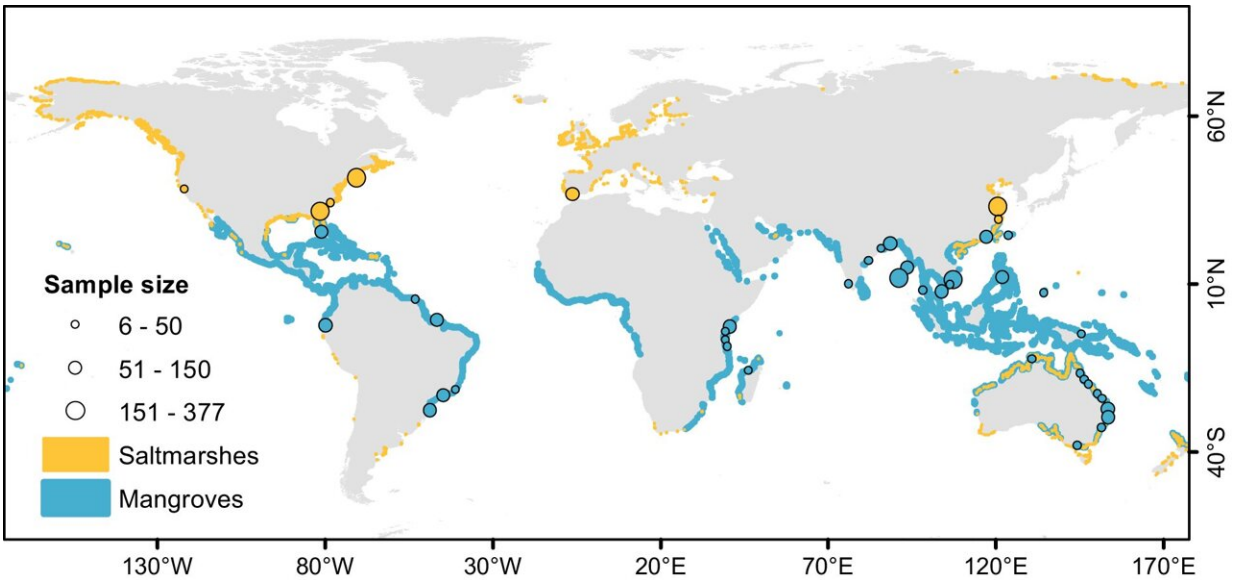 60°N
10°N
40°S
Sample size
6 - 50
51 - 150
151 - 377
Saltmarshes
Mangroves
130°W 80°W 30°W 20°E 70°E 120°E 170°E